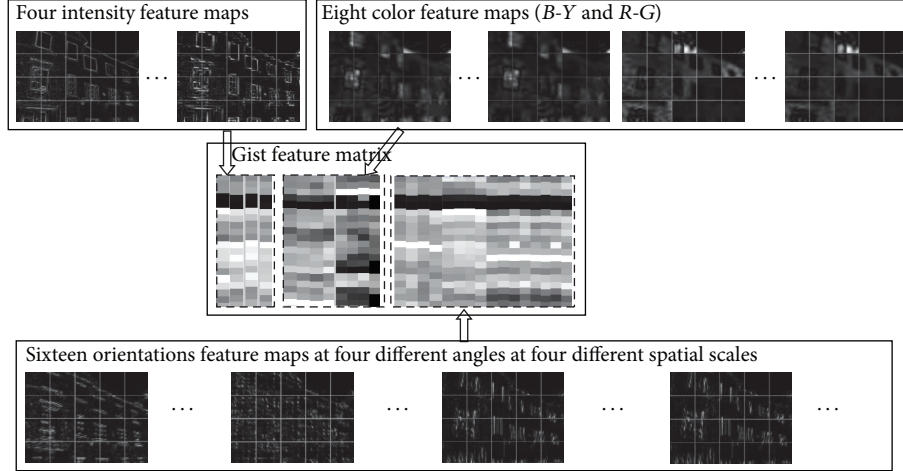 Four intensity feature maps
Eight color feature maps (B-Y and R-G)
...
...
...
Gist feature matrix
Sixteen orientations feature maps at four different angles at four different spatial scales
...
...
...
...